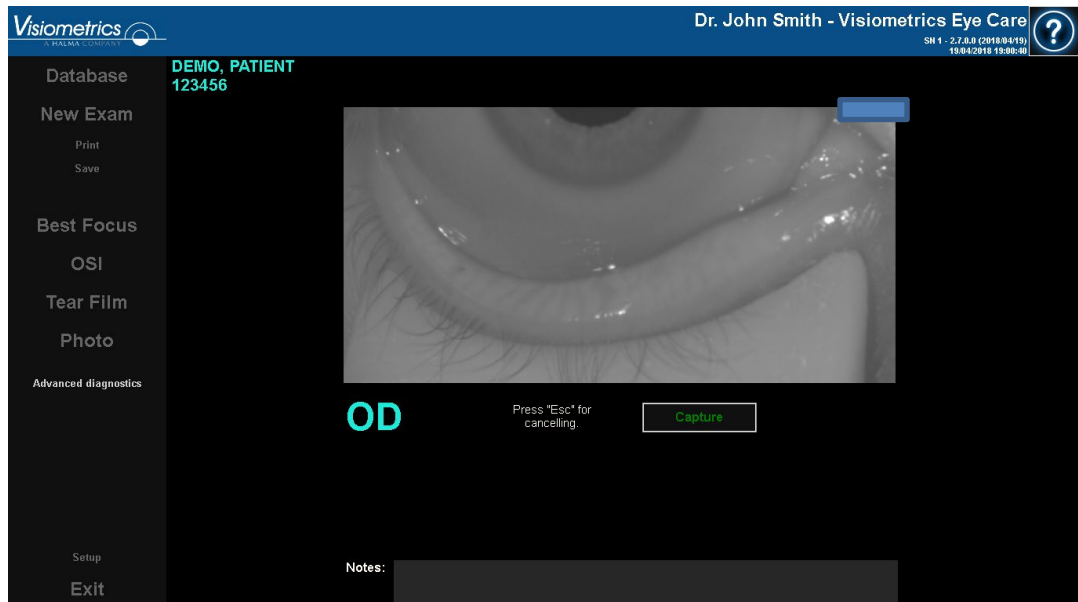 Visiometrics
A HALMA COMPANY
Dr. John Smith - Visiometrics Eye Care
SH 1 - 2.7.0.0 (2018/04/19)
19/04/2018 19:00:40
?
DEMO, PATIENT
123456
Database
New Exam
Print
Save
Best Focus
OSI
Tear Film
Photo
Advanced diagnostics
OD
Press "Esc" for
cancelling.
Capture
Setup
Exit
Notes: